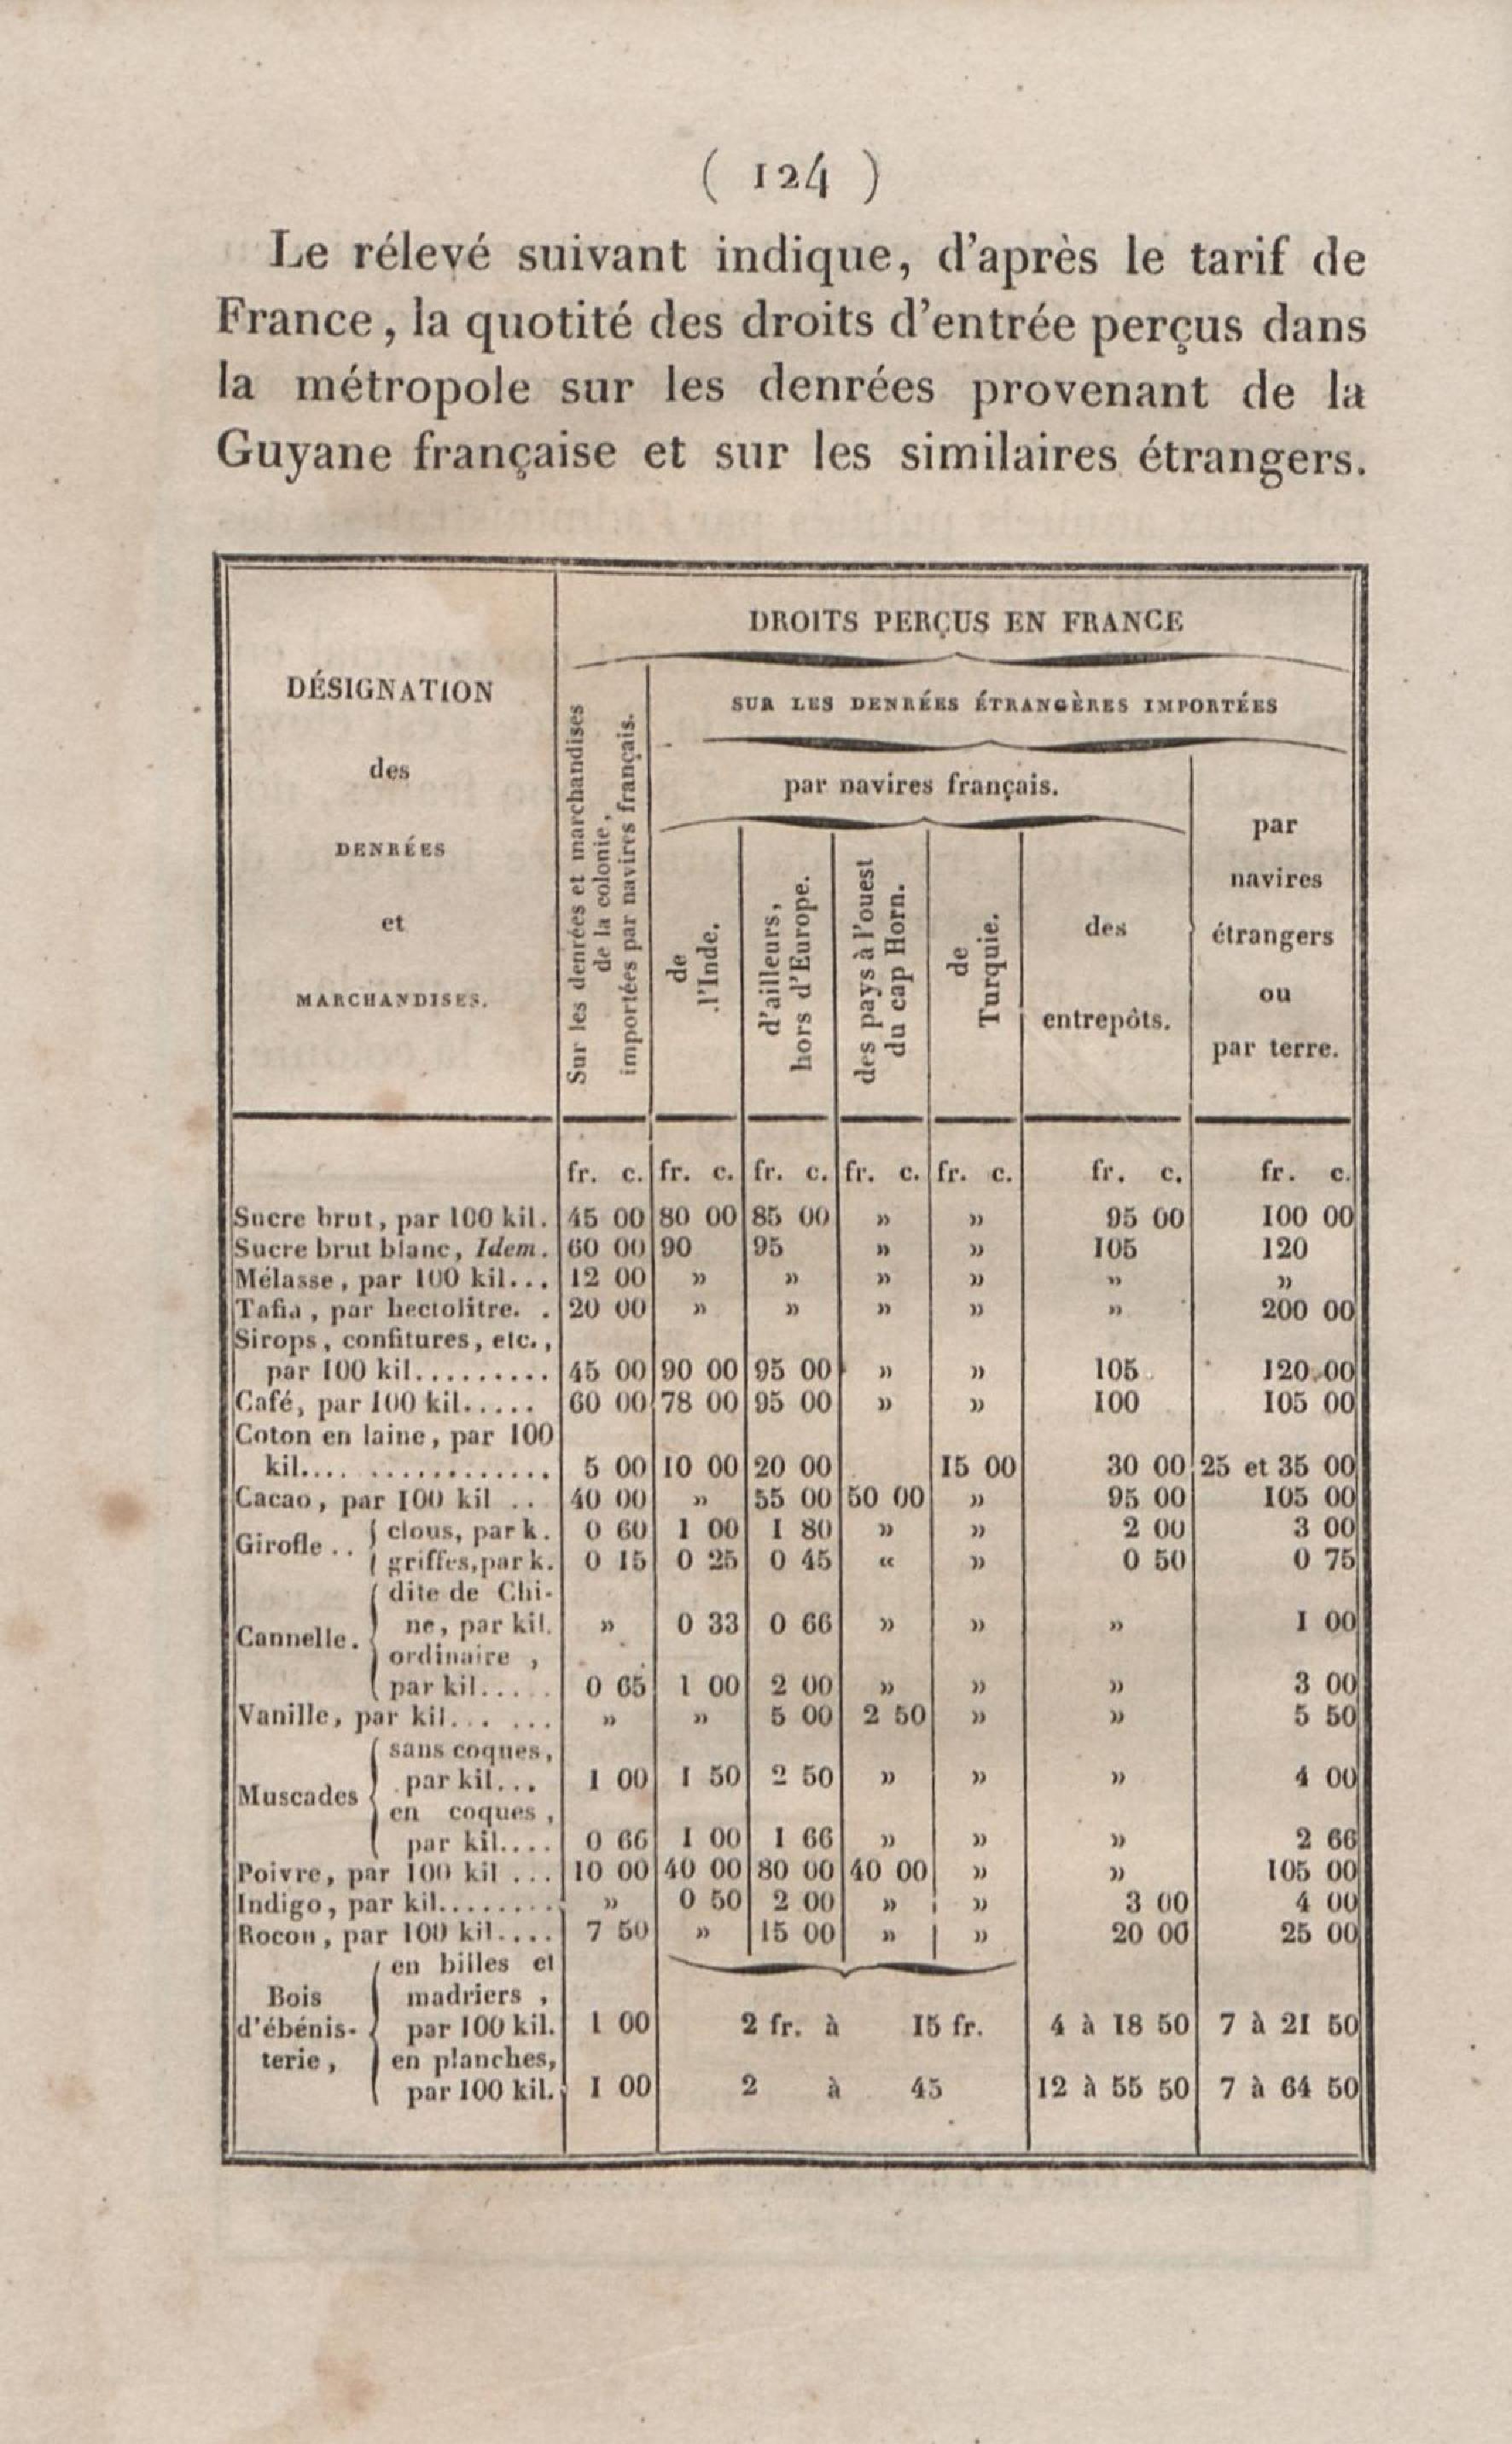 ( 124 )
Le rélevé suivant indique, d'après le tarif de
France, la quotité des droits d'entrée perçus dans
la métropole sur les denrées provenant de la
Guyane française et sur les similaires étrangers.
DÉSIGNATION
des
DENRÉES
et
MARCHANDISES.
DROITS PERÇUS EN FRANCE
Sur les denrées et marchandises
de la colonie,
importées par navires français.
SUR LES DENRÉES ÉTRANGÈRES IMPORTÉES
par navires français.
de
l'Inde.
d'ailleurs,
hors d'Europe.
des pays à l'ouest
du cap Horn.
de
Turquie.
des
entrepôts.
par
navires
étrangers
ou
par terre.
fr. c. fr. c. fr. c. fr. c. fr. c. fr. c. fr. c.
Sucre brut, par 100 kil. 45 00 80 00 85 00 » » 95 00 100 00
Sucre brut blanc, Idem. 60 00 90 95 » » 105 120
Mélasse, par 100 kil... 12 00 » » » » » »
Tafia, par hectolitre. . 20 00 » » » » » 200 00
Sirops, confitures, etc.,
par 100 kil......... 45 00 90 00 95 00 » » 105 120 00
Café, par 100 kil..... 60 00 78 00 95 00 » » 100 105 00
Coton en laine, par 100
kil.... ............. 5 00 10 00 20 00 15 00 30 00 25 et 35 00
Cacao, par 100 kil .. 40 00 » 55 00 50 00 » 95 00 105 00
Girofle .. clous, par k. 0 60 1 00 1 80 » » 2 00 3 00
griffes, par k. 0 15 0 25 0 45 « » 0 50 0 75
Cannelle. dite de Chi-
ne, par kil. » 0 33 0 66 » » » 1 00
ordinaire ,
par kil..... 0 65 1 00 2 00 » » » 3 00
Vanille, par kil... ... » » 5 00 2 50 » » 5 50
Muscades sans coques,
par kil... 1 00 1 50 2 50 » » » 4 00
en coques ,
par kil.... 0 66 1 00 1 66 » » » 2 66
Poivre, par 100 kil ... 10 00 40 00 80 00 40 00 » » 105 00
Indigo, par kil........ » 0 50 2 00 » » 3 00 4 00
Rocou, par 100 kil.... 7 50 » 15 00 » » 20 00 25 00
Bois d'ébénis-terie, en billes et
madriers ,
par 100 kil. 1 00 2 fr. à 15 fr. 4 à 18 50 7 à 21 50
en planches,
par 100 kil. 1 00 2 à 45 12 à 55 50 7 à 64 50